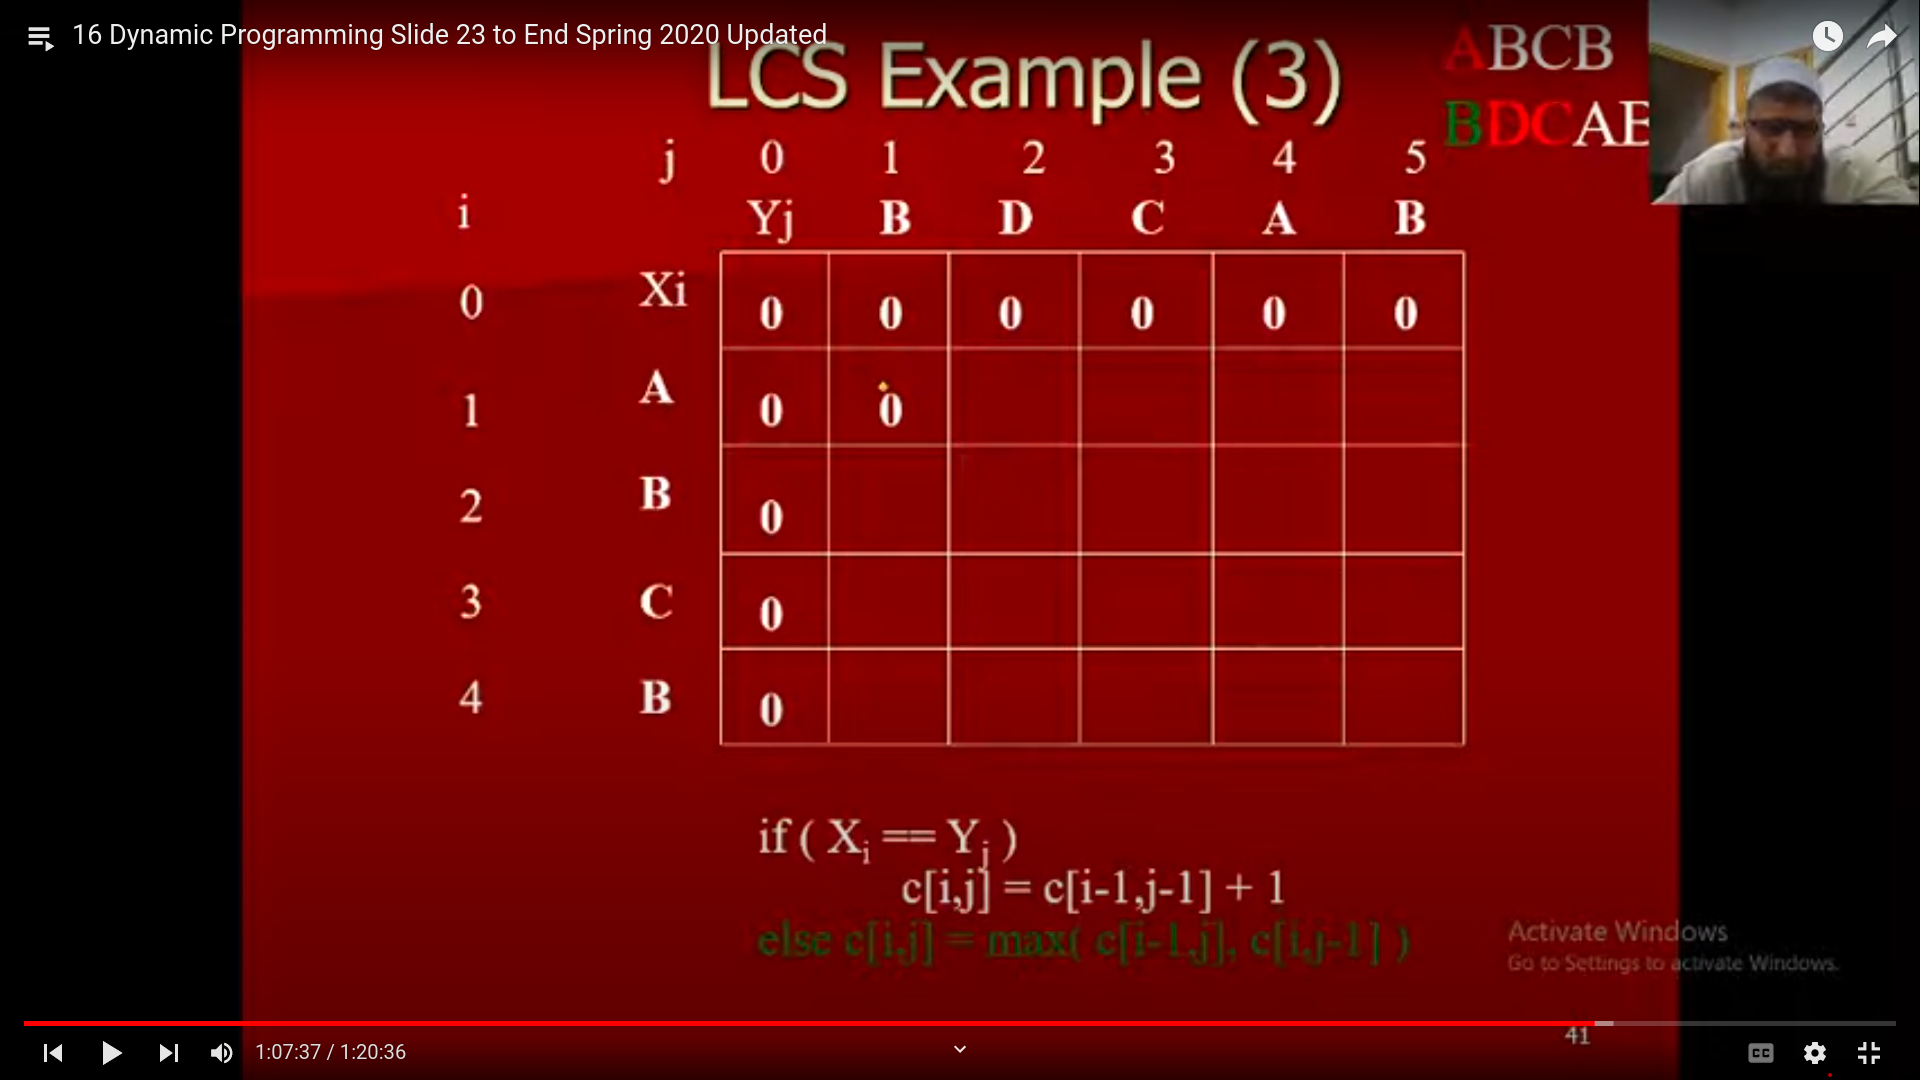 16 Dynamic Programming Slide 23 to End Spring 2020 Updated
LCS Example (3)
ABCB
BDCAB
j 0 1 2 3 4 5
i Yj B D C A B
0 Xi 0 0 0 0 0 0
1 A 0 0
2 B 0
3 C 0
4 B 0
if ( Xi == Yj )
c[i,j] = c[i-1,j-1] + 1
else c[i,j] = max( c[i-1,j], c[i,j-1] )
Activate Windows
Go to Settings to activate Windows.
41
1:07:37 / 1:20:36
CC